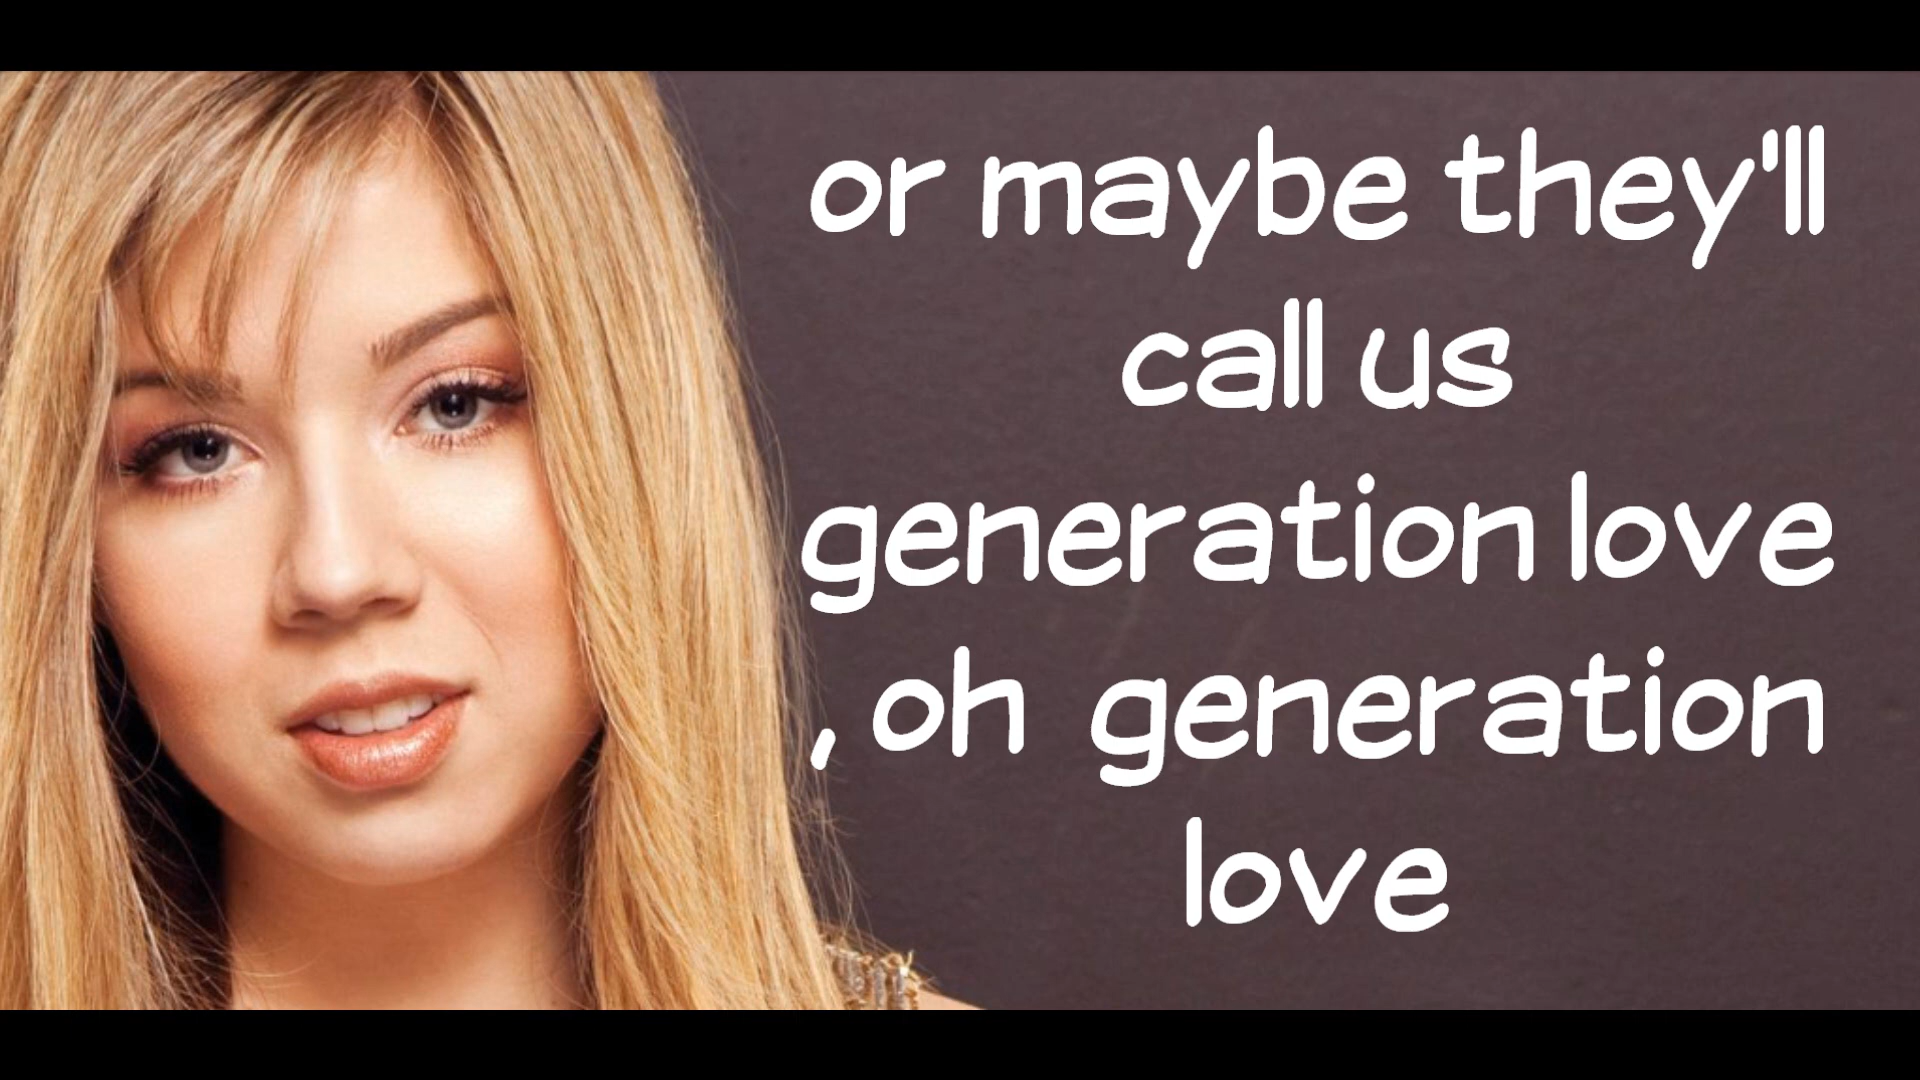 or maybe they'll
call us
generation love
, oh generation
love